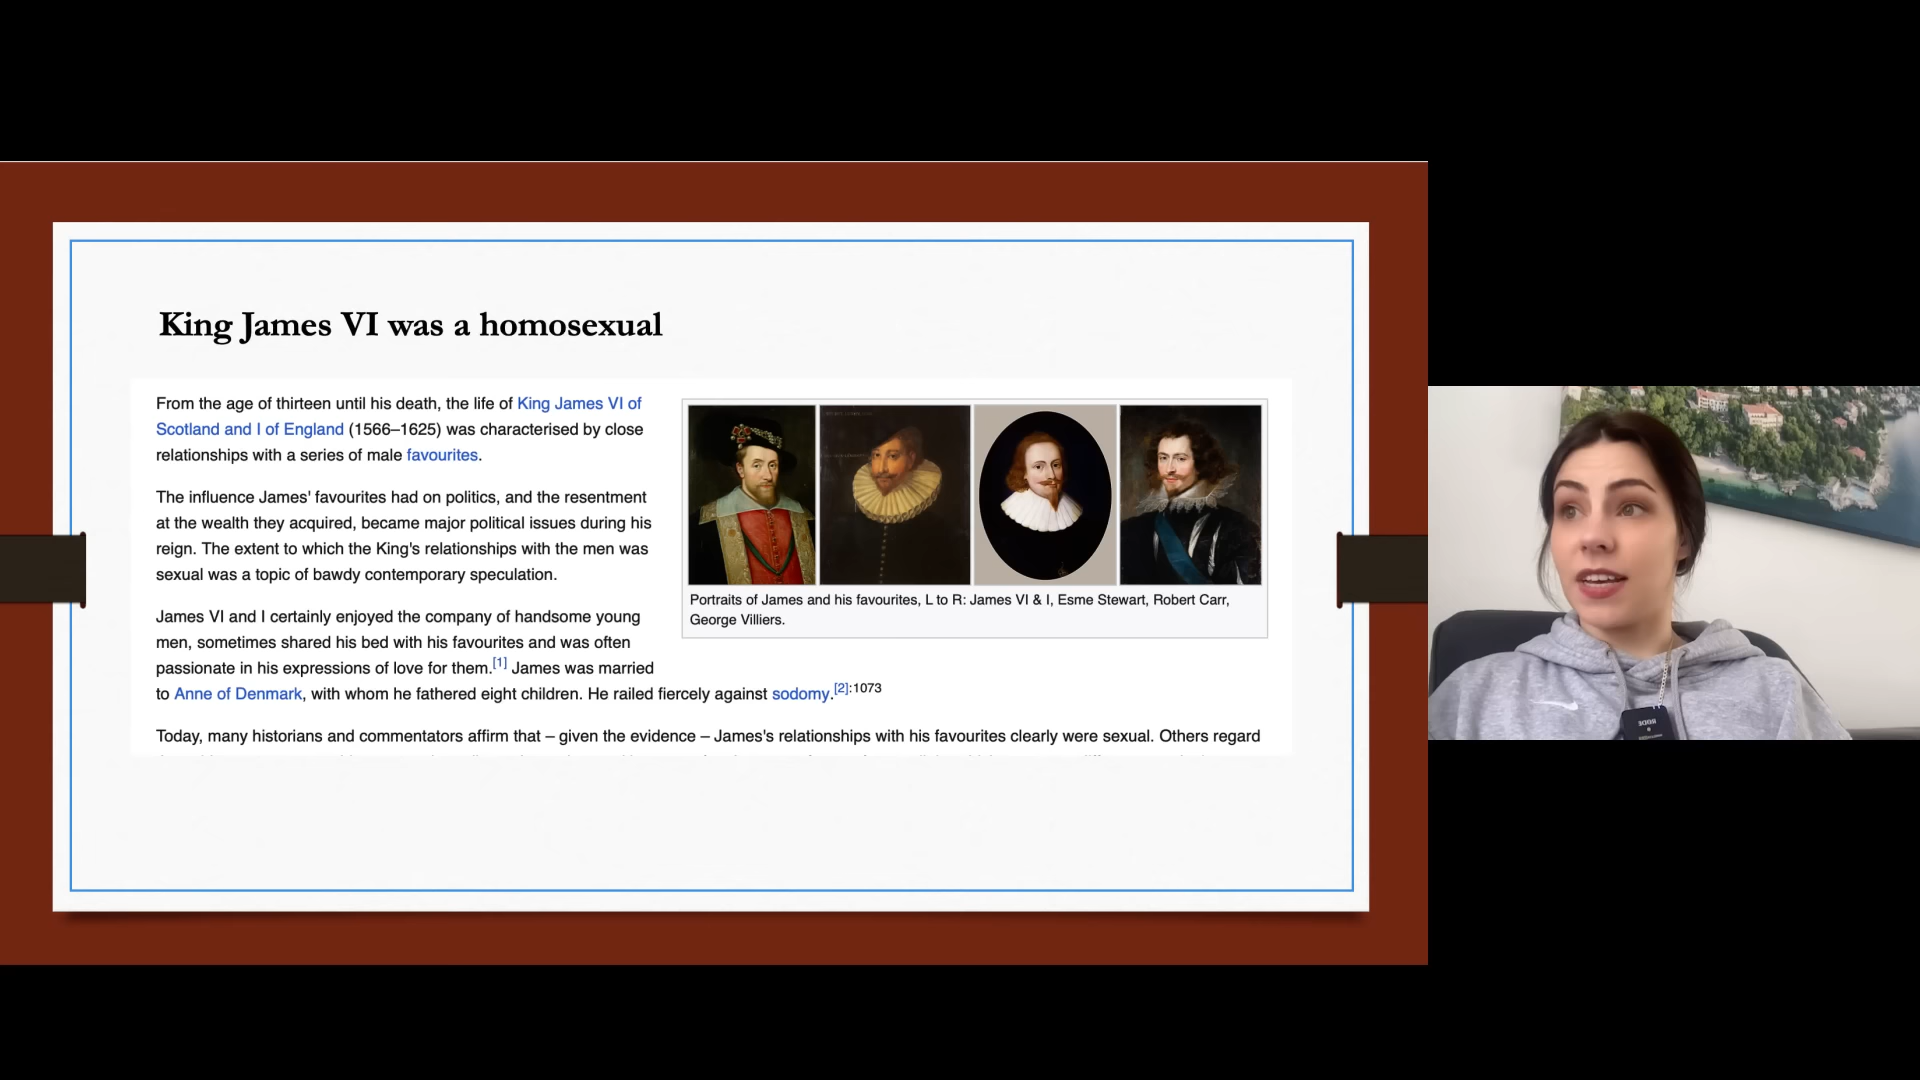 King James VI was a homosexual
From the age of thirteen until his death, the life of King James VI of
Scotland and I of England (1566–1625) was characterised by close
relationships with a series of male favourites.
The influence James' favourites had on politics, and the resentment
at the wealth they acquired, became major political issues during his
reign. The extent to which the King's relationships with the men was
sexual was a topic of bawdy contemporary speculation.
James VI and I certainly enjoyed the company of handsome young
men, sometimes shared his bed with his favourites and was often
passionate in his expressions of love for them.[1] James was married
to Anne of Denmark, with whom he fathered eight children. He railed fiercely against sodomy.[2]:1073
Today, many historians and commentators affirm that – given the evidence – James's relationships with his favourites clearly were sexual. Others regard
Portraits of James and his favourites, L to R: James VI & I, Esme Stewart, Robert Carr,
George Villiers.
RODE